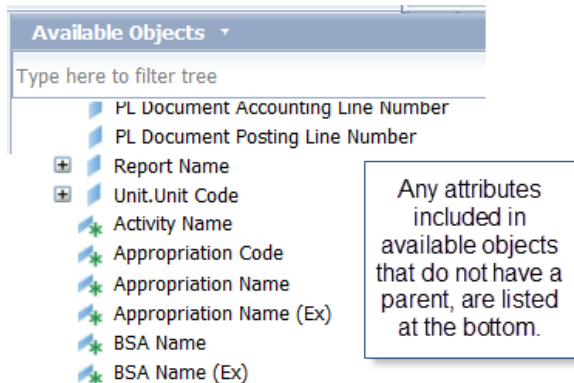 Available Objects
Type here to filter tree
PL Document Accounting Line Number
PL Document Posting Line Number
Report Name
Unit.Unit Code
Activity Name
Appropriation Code
Appropriation Name
Appropriation Name (Ex)
BSA Name
BSA Name (Ex)
Any attributes
included in
available objects
that do not have a
parent, are listed
at the bottom.